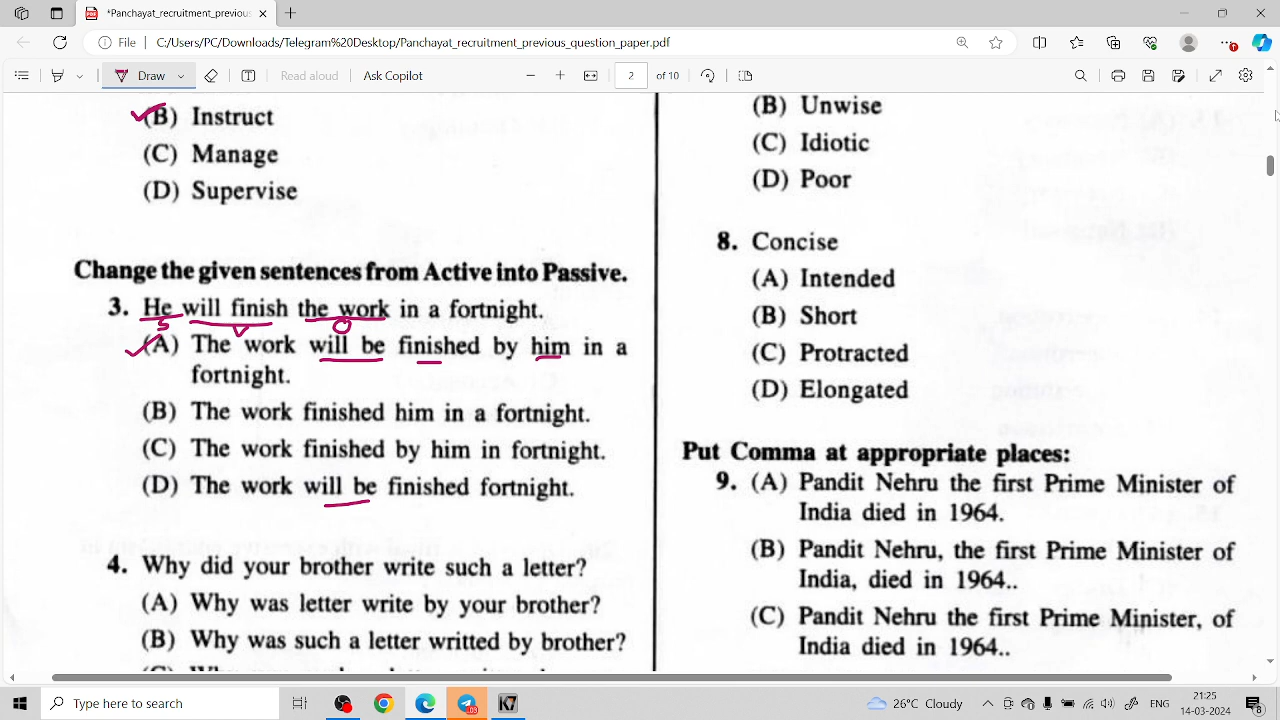 *Panchayat_recruitment_previous
File C:/Users/PC/Downloads/Telegram%20Desktop/Panchayat_recruitment_previous_question_paper.pdf
Draw Read aloud Ask Copilot 2 of 10
(B) Instruct
(C) Manage
(D) Supervise
Change the given sentences from Active into Passive.
3. He will finish the work in a fortnight.
S V O
(A) The work will be finished by him in a
fortnight.
(B) The work finished him in a fortnight.
(C) The work finished by him in fortnight.
(D) The work will be finished fortnight.
4. Why did your brother write such a letter?
(A) Why was letter write by your brother?
(B) Why was such a letter writted by brother?
(B) Unwise
(C) Idiotic
(D) Poor
8. Concise
(A) Intended
(B) Short
(C) Protracted
(D) Elongated
Put Comma at appropriate places:
9. (A) Pandit Nehru the first Prime Minister of
India died in 1964.
(B) Pandit Nehru, the first Prime Minister of
India, died in 1964..
(C) Pandit Nehru the first Prime Minister, of
India died in 1964..
Type here to search
Cloudy ENG 21:25
14-02-2024